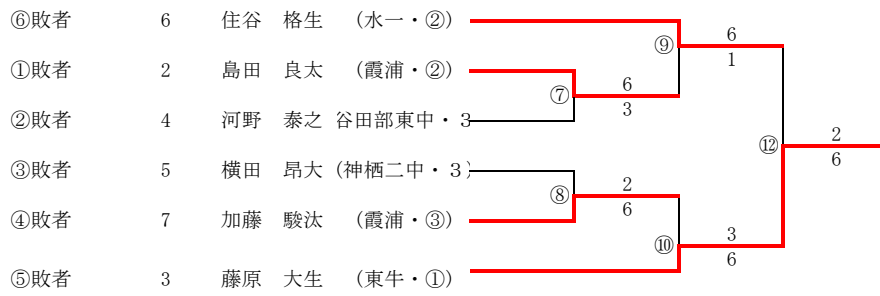 ⑥敗者 6 住谷 格生 (水一・②)
⑨ 6
1
①敗者 2 島田 良太 (霞浦・②)
⑦ 6
3
②敗者 4 河野 泰之 谷田部東中・3
⑫ 2
6
③敗者 5 横田 昂大 (神栖二中・3)
⑧ 2
6
④敗者 7 加藤 駿汰 (霞浦・③)
⑩ 3
6
⑤敗者 3 藤原 大生 (東牛・①)